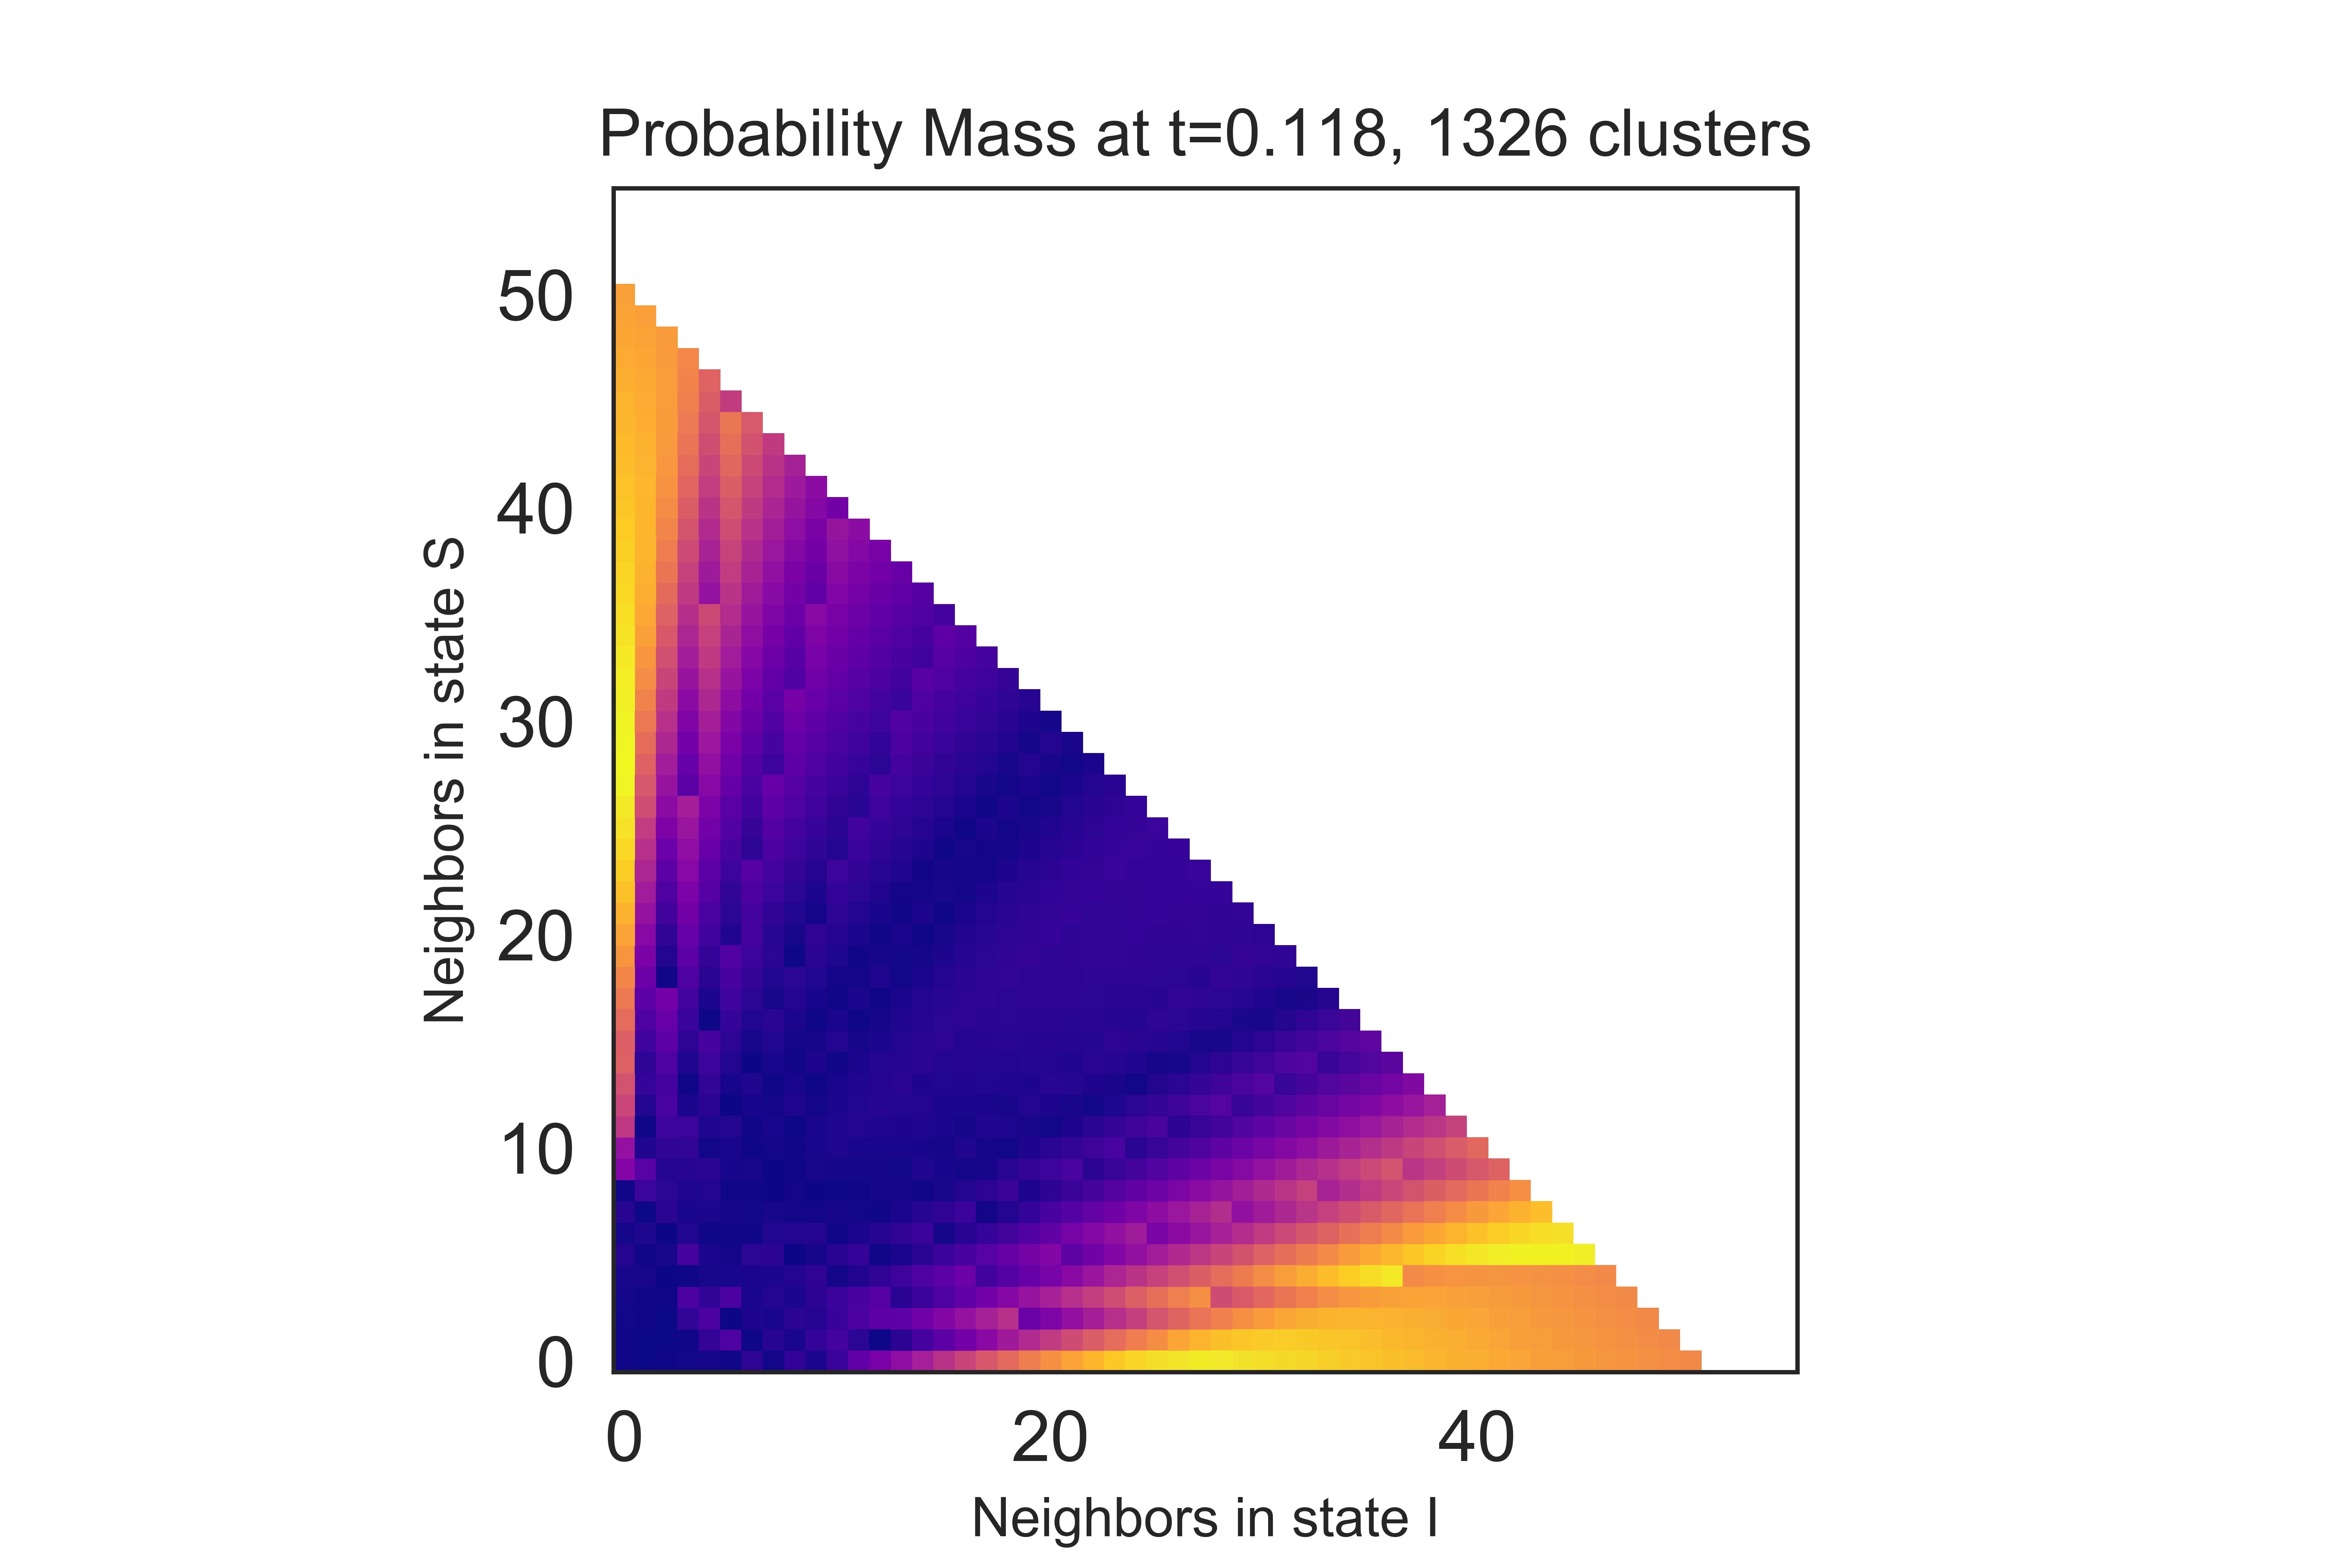 Probability Mass at t=0.118, 1326 clusters
Neighbors in state S
50
40
30
20
10
0
0 20 40
Neighbors in state I